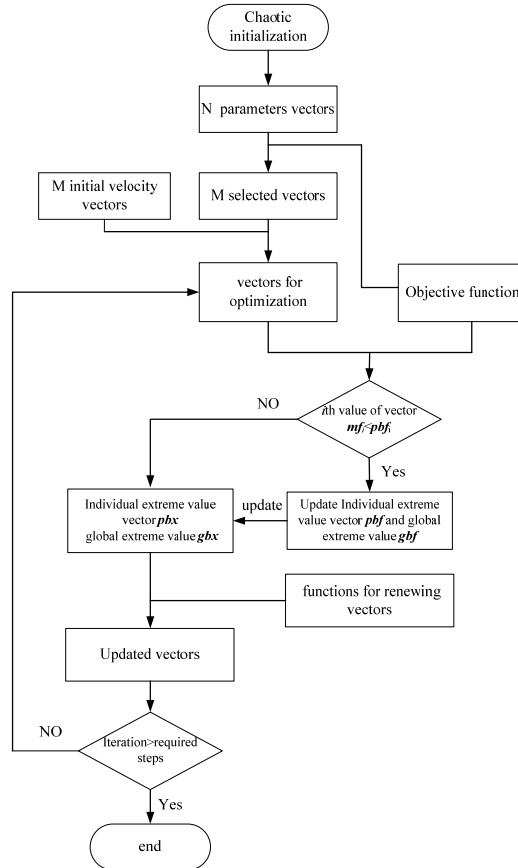 Chaotic
initialization
N parameters vectors
M initial velocity
vectors
M selected vectors
vectors for
optimization
Objective function
NO
ith value of vector
mfi<pbfi
Yes
Individual extreme value
vector pbx
global extreme value gbx
update
Update Individual extreme
value vector pbf and global
extreme value gbf
functions for renewing
vectors
Updated vectors
NO
Iteration>required
steps
Yes
end